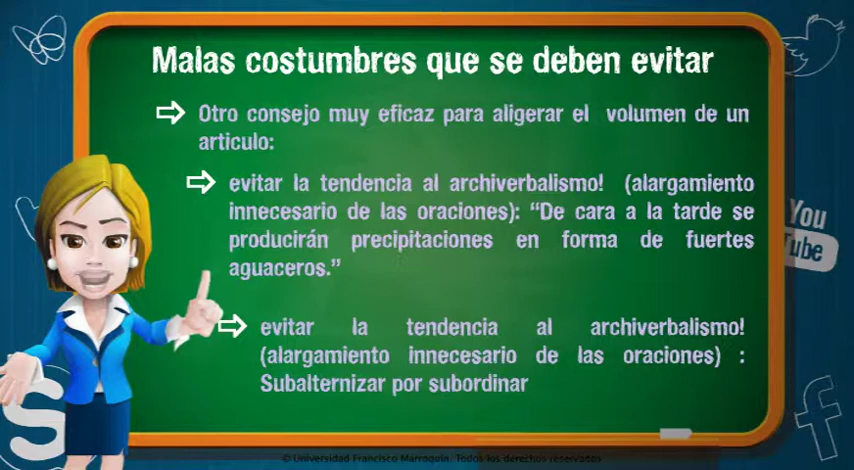 Malas costumbres que se deben evitar
Otro consejo muy eficaz para aligerar el volumen de un
articulo:
evitar la tendencia al archiverbalismo! (alargamiento
innecesario de las oraciones): “De cara a la tarde se
producirán precipitaciones en forma de fuertes
aguaceros.”
evitar la tendencia al archiverbalismo!
(alargamiento innecesario de las oraciones) :
Subalternizar por subordinar
You
Tube
S
f
© Universidad Francisco Marroquín. Todos los derechos reservados